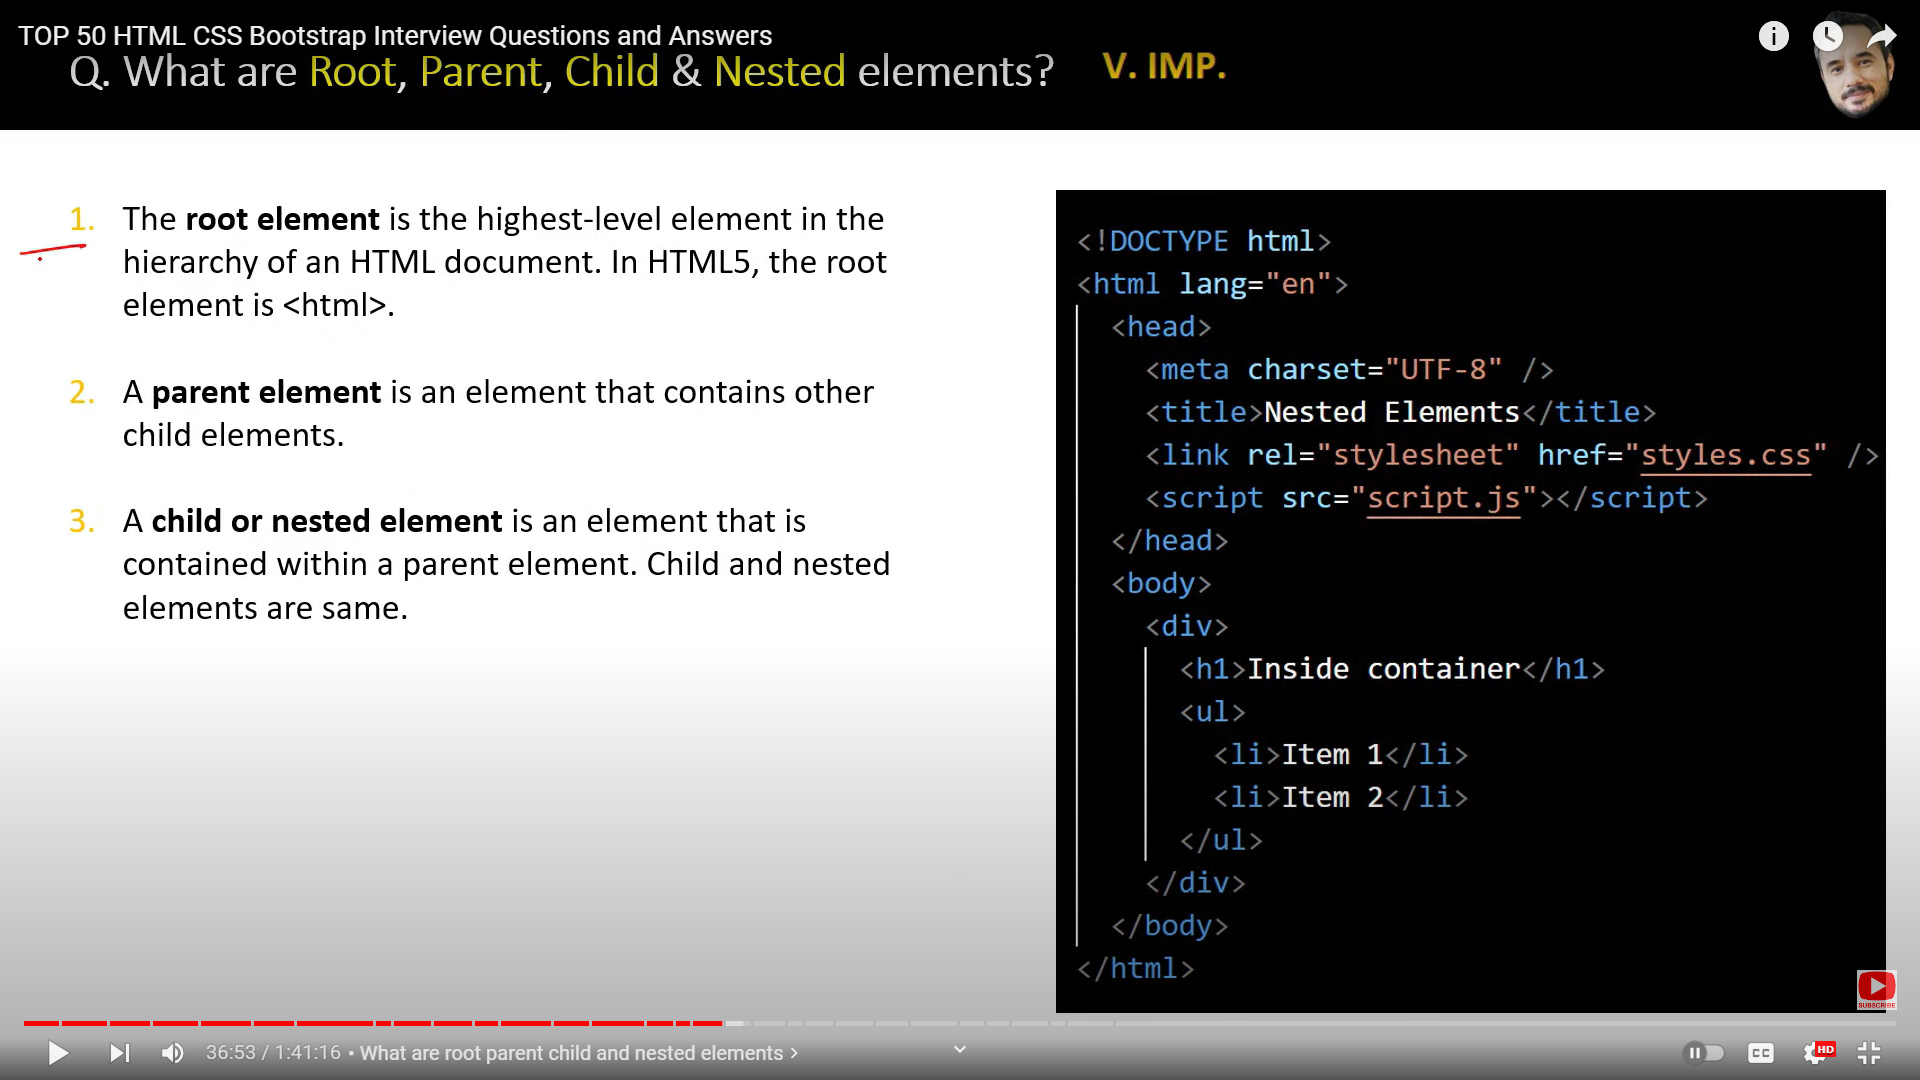 TOP 50 HTML CSS Bootstrap Interview Questions and Answers
Q. What are Root, Parent, Child & Nested elements?
V. IMP.
1. The root element is the highest-level element in the
hierarchy of an HTML document. In HTML5, the root
element is <html>.
2. A parent element is an element that contains other
child elements.
3. A child or nested element is an element that is
contained within a parent element. Child and nested
elements are same.
<!DOCTYPE html>
<html lang="en">
<head>
<meta charset="UTF-8" />
<title>Nested Elements</title>
<link rel="stylesheet" href="styles.css" />
<script src="script.js"></script>
</head>
<body>
<div>
<h1>Inside container</h1>
<ul>
<li>Item 1</li>
<li>Item 2</li>
</ul>
</div>
</body>
</html>
SUBSCRIBE
36:53 / 1:41:16 • What are root parent child and nested elements >
CC
HD